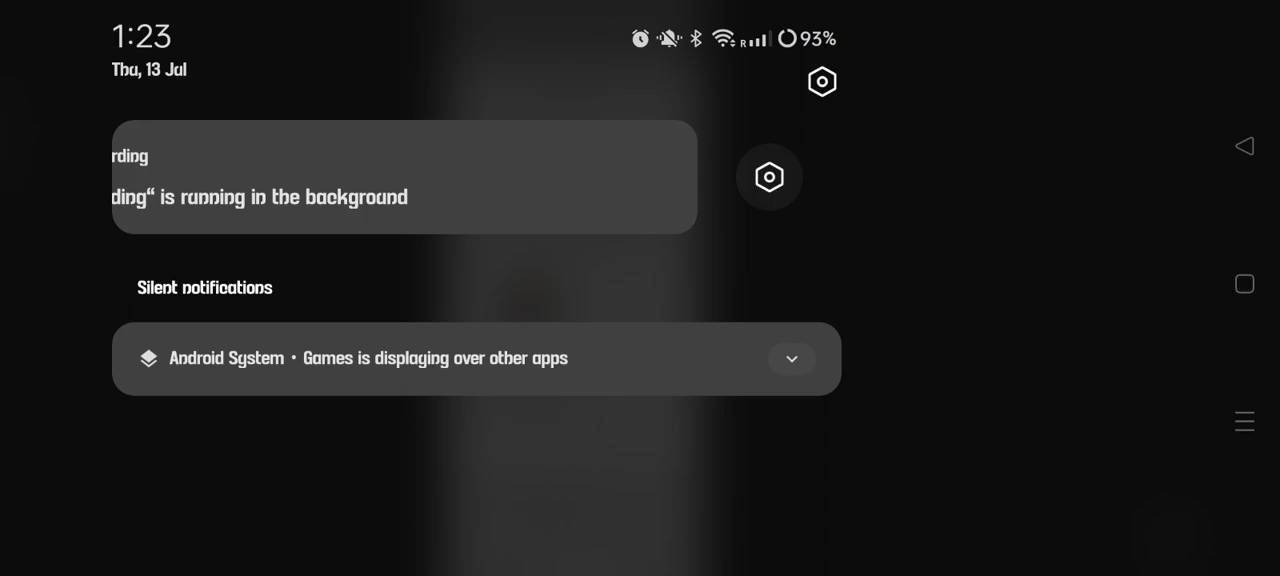 1:23
R 93%
Thu, 13 Jul
rding
ding“ is running in the background
Silent notifications
Android System • Games is displaying over other apps